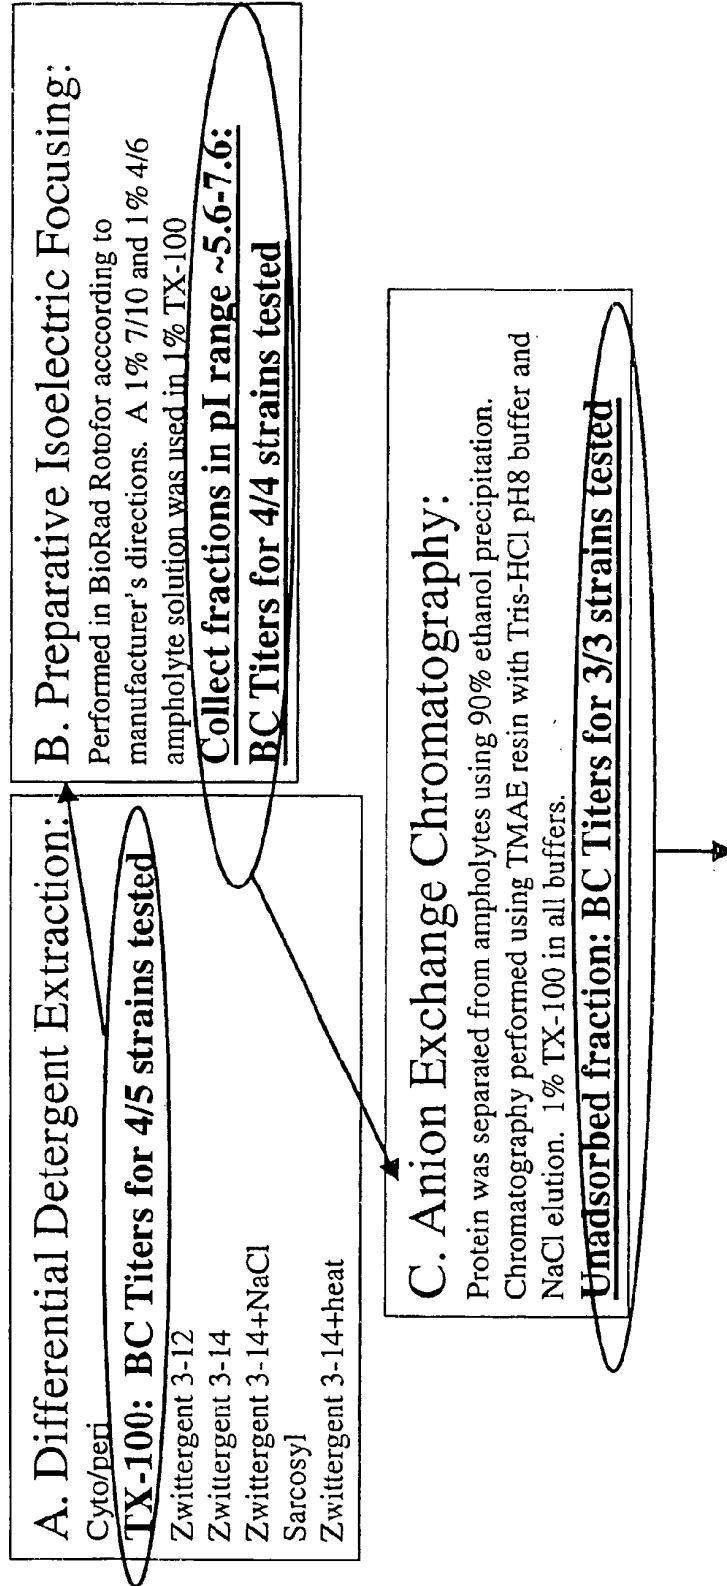 A. Differential Detergent Extraction:
Cyto/peri
TX-100: BC Titers for 4/5 strains tested
Zwittergent 3-12
Zwittergent 3-14
Zwittergent 3-14+NaCl
Sarcosyl
Zwittergent 3-14+heat
B. Preparative Isoelectric Focusing:
Performed in BioRad Rotofor acccording to
manufacturer's directions. A 1% 7/10 and 1% 4/6
ampholyte solution was used in 1% TX-100
Collect fractions in pI range ~5.6-7.6:
BC Titers for 4/4 strains tested
C. Anion Exchange Chromatography:
Protein was separated from ampholytes using 90% ethanol precipitation.
Chromatography performed using TMAE resin with Tris-HCl pH8 buffer and
NaCl elution. 1% TX-100 in all buffers.
Unadsorbed fraction: BC Titers for 3/3 strains tested